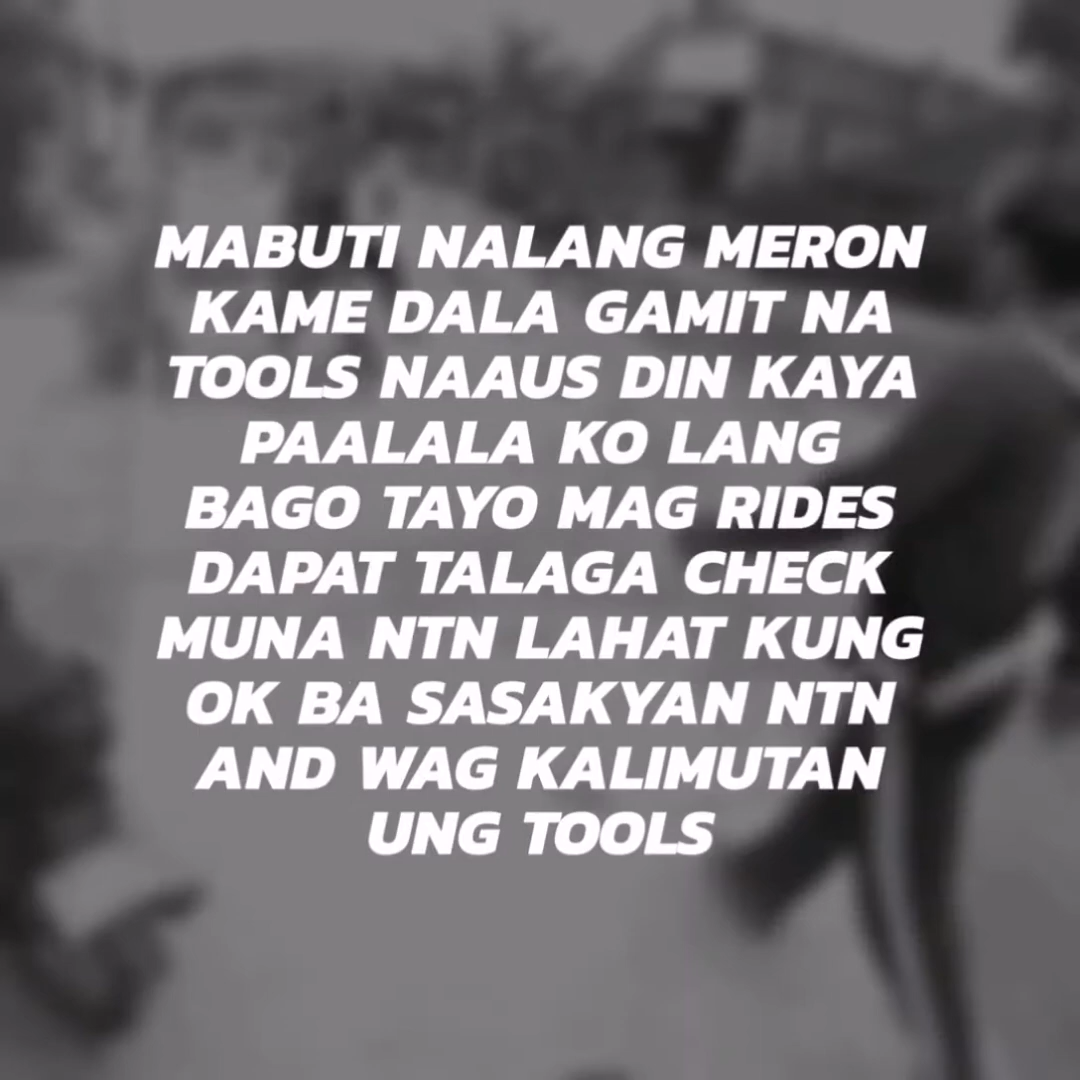 MABUTI NALANG MERON
KAME DALA GAMIT NA
TOOLS NAAUS DIN KAYA
PAALALA KO LANG
BAGO TAYO MAG RIDES
DAPAT TALAGA CHECK
MUNA NTN LAHAT KUNG
OK BA SASAKYAN NTN
AND WAG KALIMUTAN
UNG TOOLS